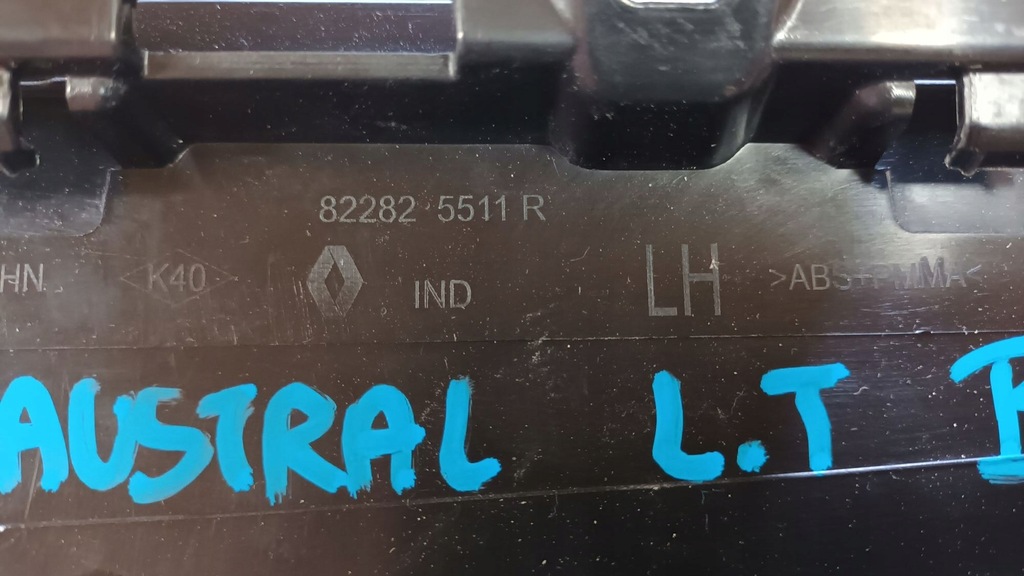 82282 5511 R
HN K40 IND LH >ABS+PMMA<
AUSTRAL L.T